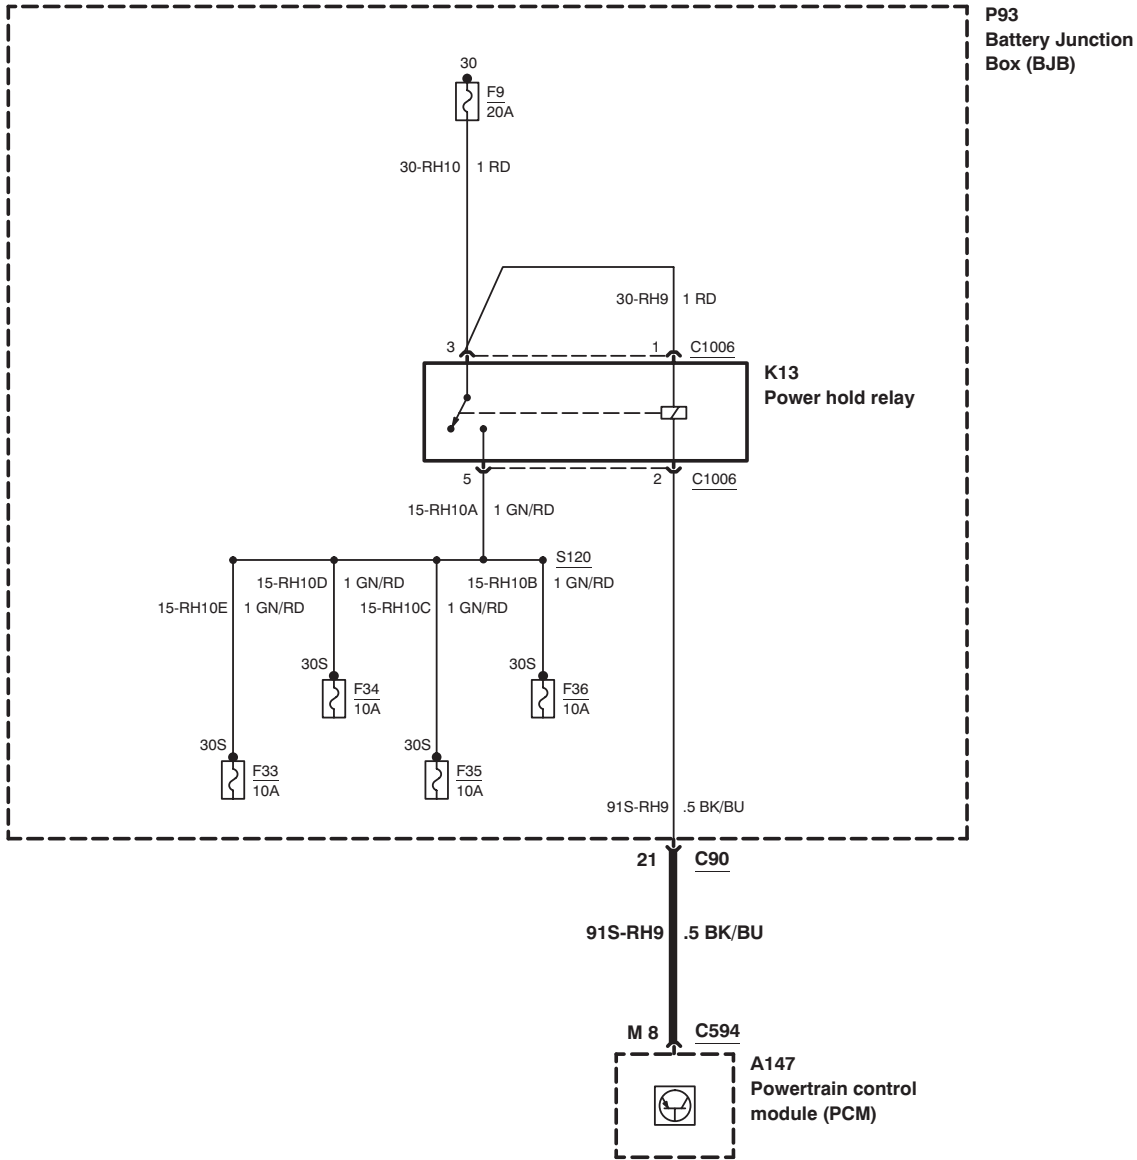 P93
Battery Junction
Box (BJB)
30
F9
20A
30-RH10 1 RD
30-RH9 1 RD
3 1 C1006
K13
Power hold relay
5 2 C1006
15-RH10A 1 GN/RD
S120
15-RH10D 1 GN/RD 15-RH10B 1 GN/RD
15-RH10E 1 GN/RD 15-RH10C 1 GN/RD
30S 30S
F34 F36
10A 10A
30S 30S
F33 F35
10A 10A
91S-RH9 .5 BK/BU
21 C90
91S-RH9 .5 BK/BU
M 8 C594
A147
Powertrain control
module (PCM)